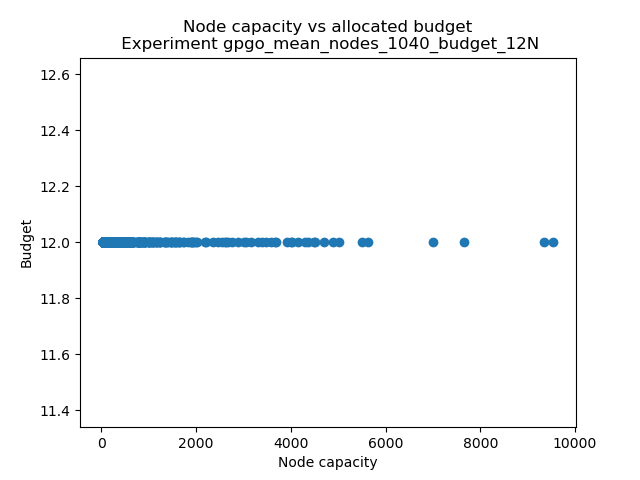 Node capacity vs allocated budget
Experiment gpgo_mean_nodes_1040_budget_12N
12.6
12.4
12.2
12.0
11.8
11.6
11.4
Budget
0 2000 4000 6000 8000 10000
Node capacity